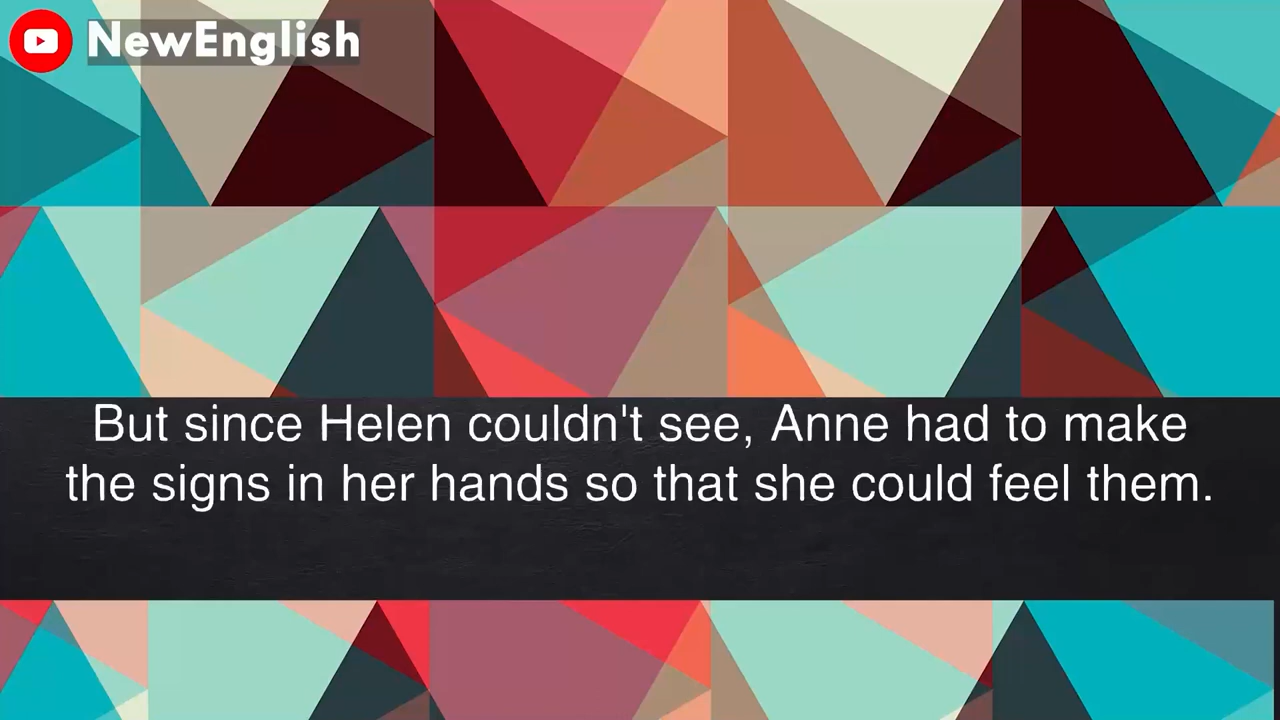 NewEnglish
But since Helen couldn't see, Anne had to make
the signs in her hands so that she could feel them.